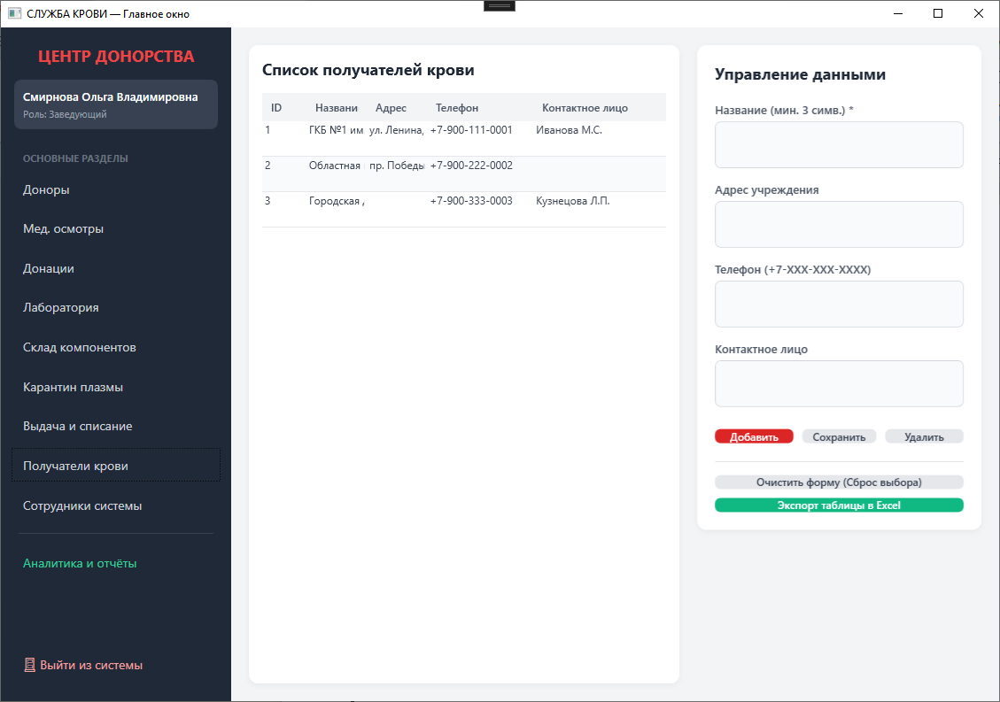 СЛУЖБА КРОВИ — Главное окно
ЦЕНТР ДОНОРСТВА
Смирнова Ольга Владимировна
Роль: Заведующий
ОСНОВНЫЕ РАЗДЕЛЫ
Доноры
Мед. осмотры
Донации
Лаборатория
Склад компонентов
Карантин плазмы
Выдача и списание
Получатели крови
Сотрудники системы
Аналитика и отчёты
Выйти из системы
Список получателей крови
ID Названи Адрес Телефон Контактное лицо
1 ГКБ №1 им ул. Ленина, +7-900-111-0001 Иванова М.С.
2 Областная пр. Победы +7-900-222-0002
3 Городская +7-900-333-0003 Кузнецова Л.П.
Управление данными
Название (мин. 3 симв.) *
Адрес учреждения
Телефон (+7-XXX-XXX-XXXX)
Контактное лицо
Добавить Сохранить Удалить
Очистить форму (Сброс выбора)
Экспорт таблицы в Excel